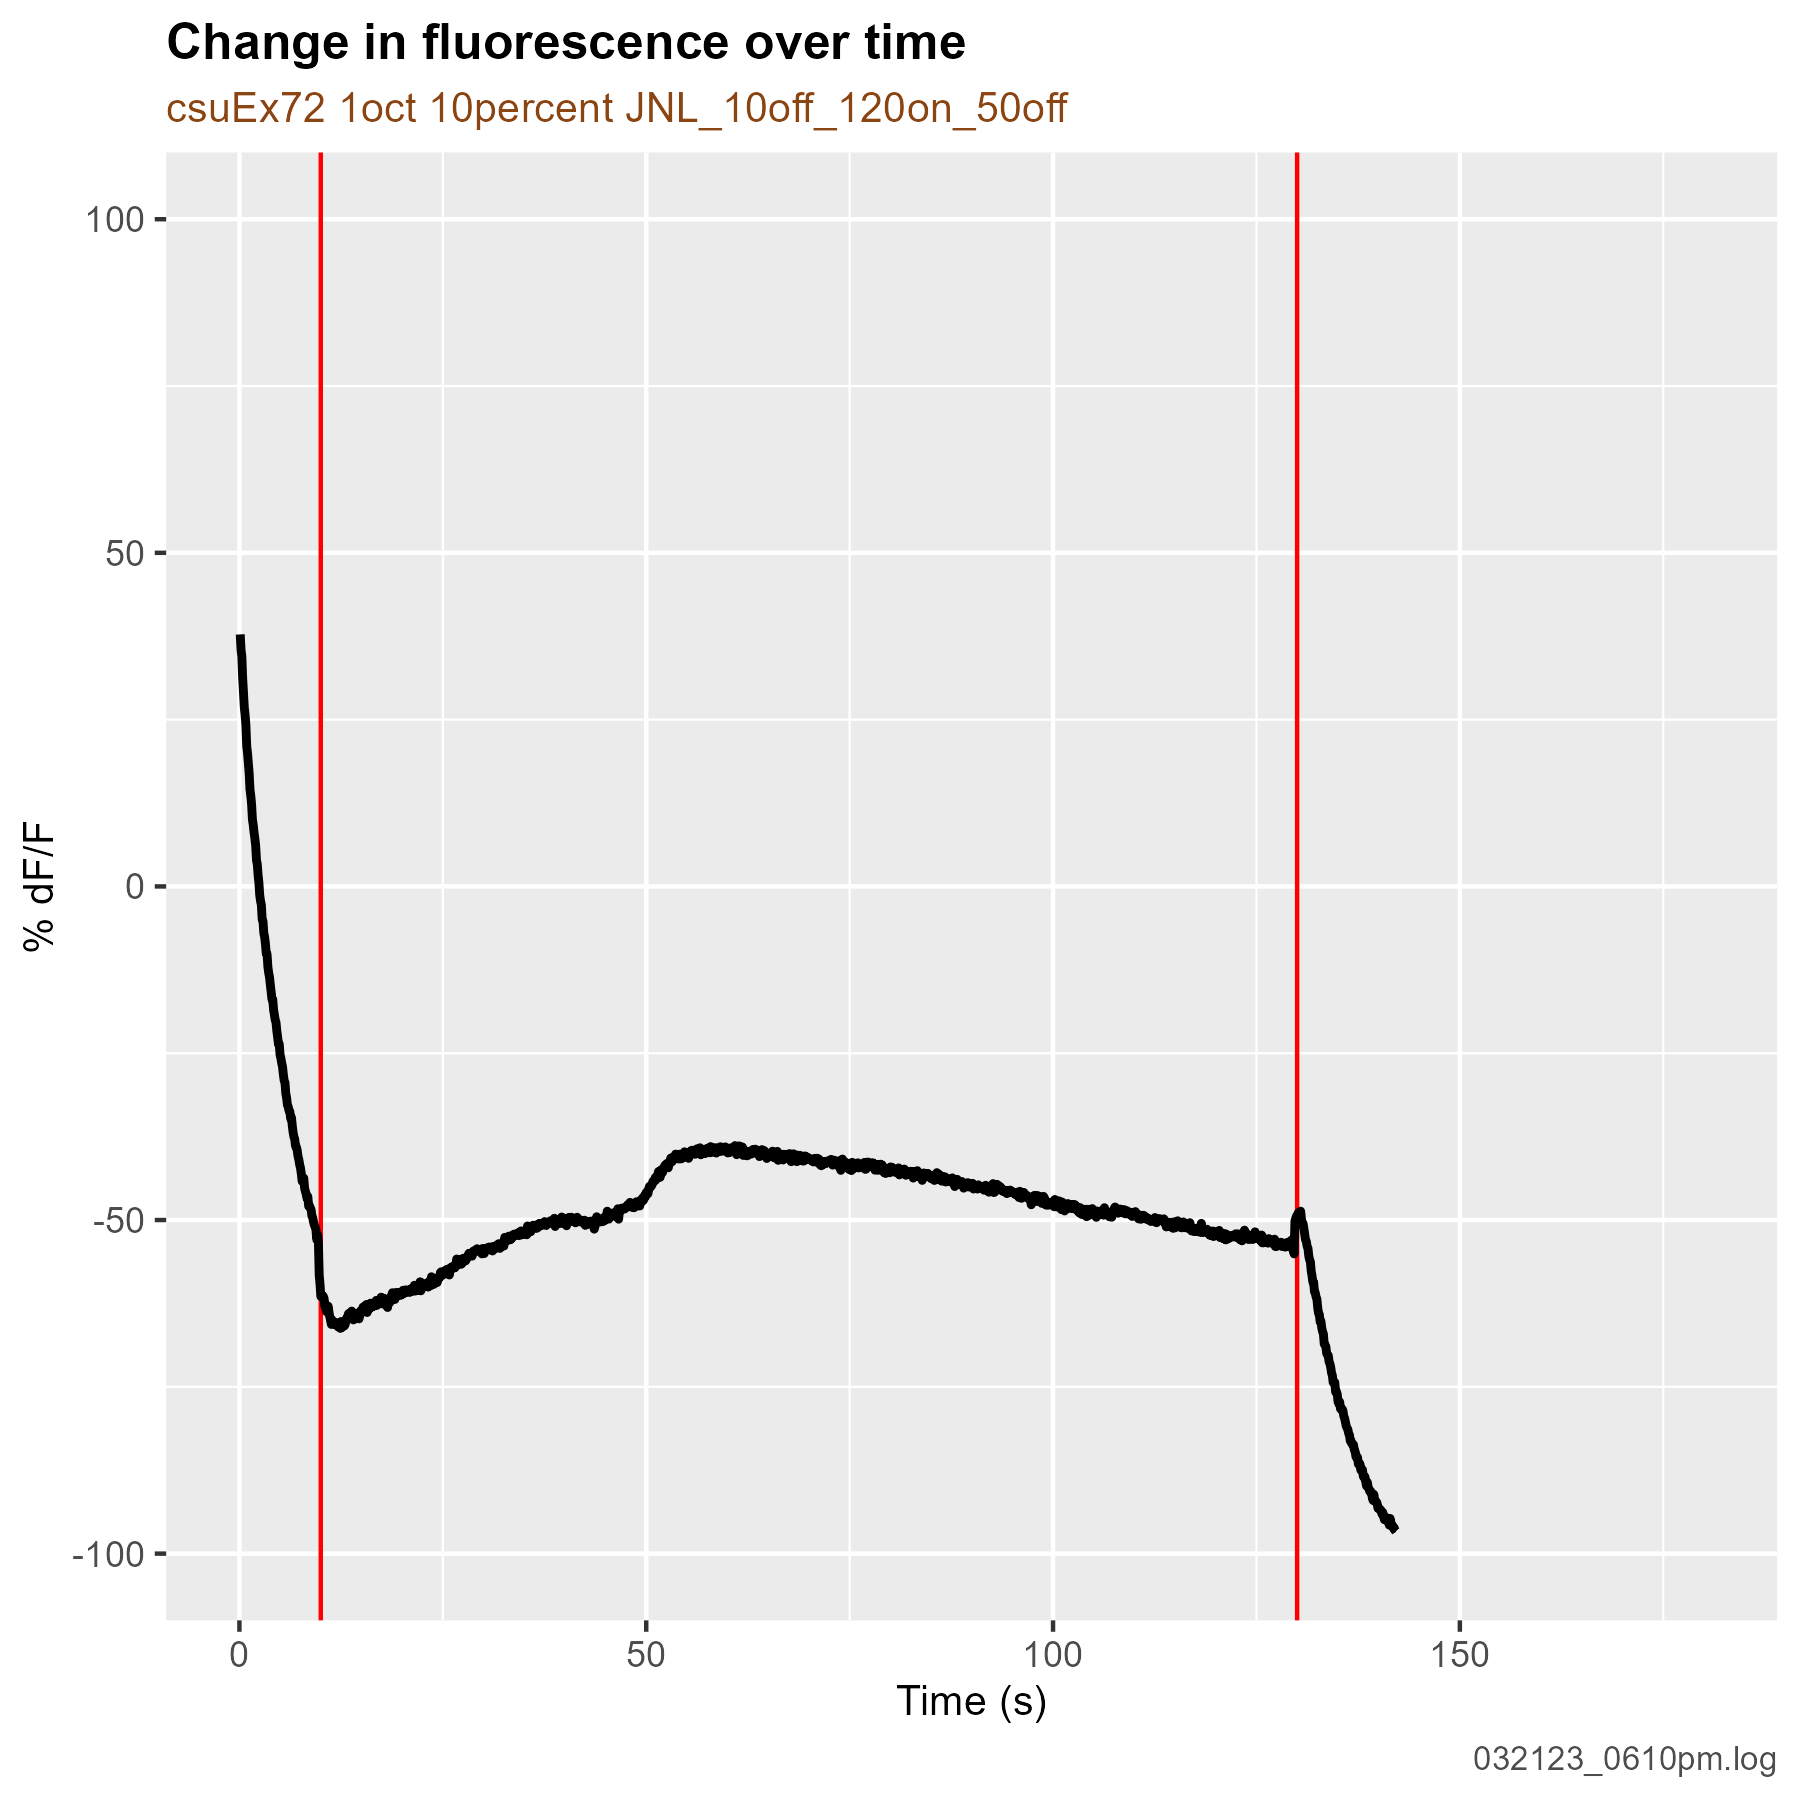 Change in fluorescence over time
csuEx72 1oct 10percent JNL_10off_120on_50off
% dF/F
100
50
0
-50
-100
0 50 100 150
Time (s)
032123_0610pm.log